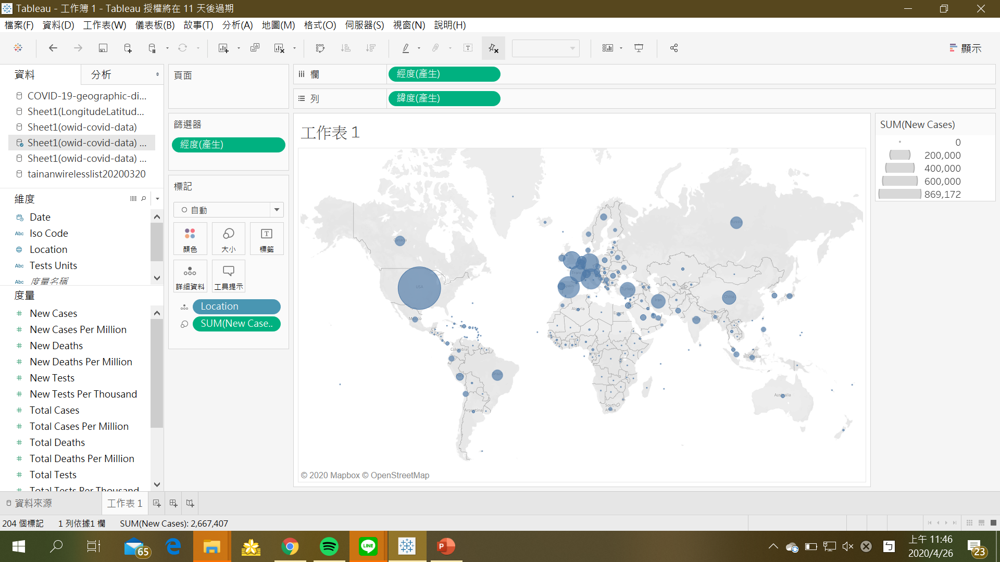 Tableau - 工作簿 1 - Tableau 授權將在 11 天後過期
檔案(F) 資料(D) 工作表(W) 儀表板(B) 故事(T) 分析(A) 地圖(M) 格式(O) 伺服器(S) 視窗(N) 說明(H)
顯示
資料 分析
COVID-19-geographic-di...
Sheet1(LongitudeLatitud...
Sheet1(owid-covid-data)
Sheet1(owid-covid-data) ...
Sheet1(owid-covid-data) ...
tainanwirelesslist20200320
維度
Date
Abc Iso Code
Location
Abc Tests Units
Abc 度量名稱
度量
# New Cases
# New Cases Per Million
# New Deaths
# New Deaths Per Million
# New Tests
# New Tests Per Thousand
# Total Cases
# Total Cases Per Million
# Total Deaths
# Total Deaths Per Million
# Total Tests
# Total Tests Per Thousand
頁面
篩選器
經度(產生)
標記
自動
顏色 大小 標籤
詳細資料 工具提示
Location
SUM(New Case..
欄 經度(產生)
列 緯度(產生)
工作表 1
Canada
USA
Mexico
Colombia
Peru
Brazil
Argentina
Russia
France
Spain
Turkey
Iran
China
Japan
Algeria
Egypt
India
Indonesia
South Africa
Australia
© 2020 Mapbox © OpenStreetMap
SUM(New Cases)
0
200,000
400,000
600,000
869,172
資料來源 工作表 1
204 個標記 1 列依據1 欄 SUM(New Cases): 2,667,407
65
LINE
P
ㄅ
上午 11:46
2020/4/26
23